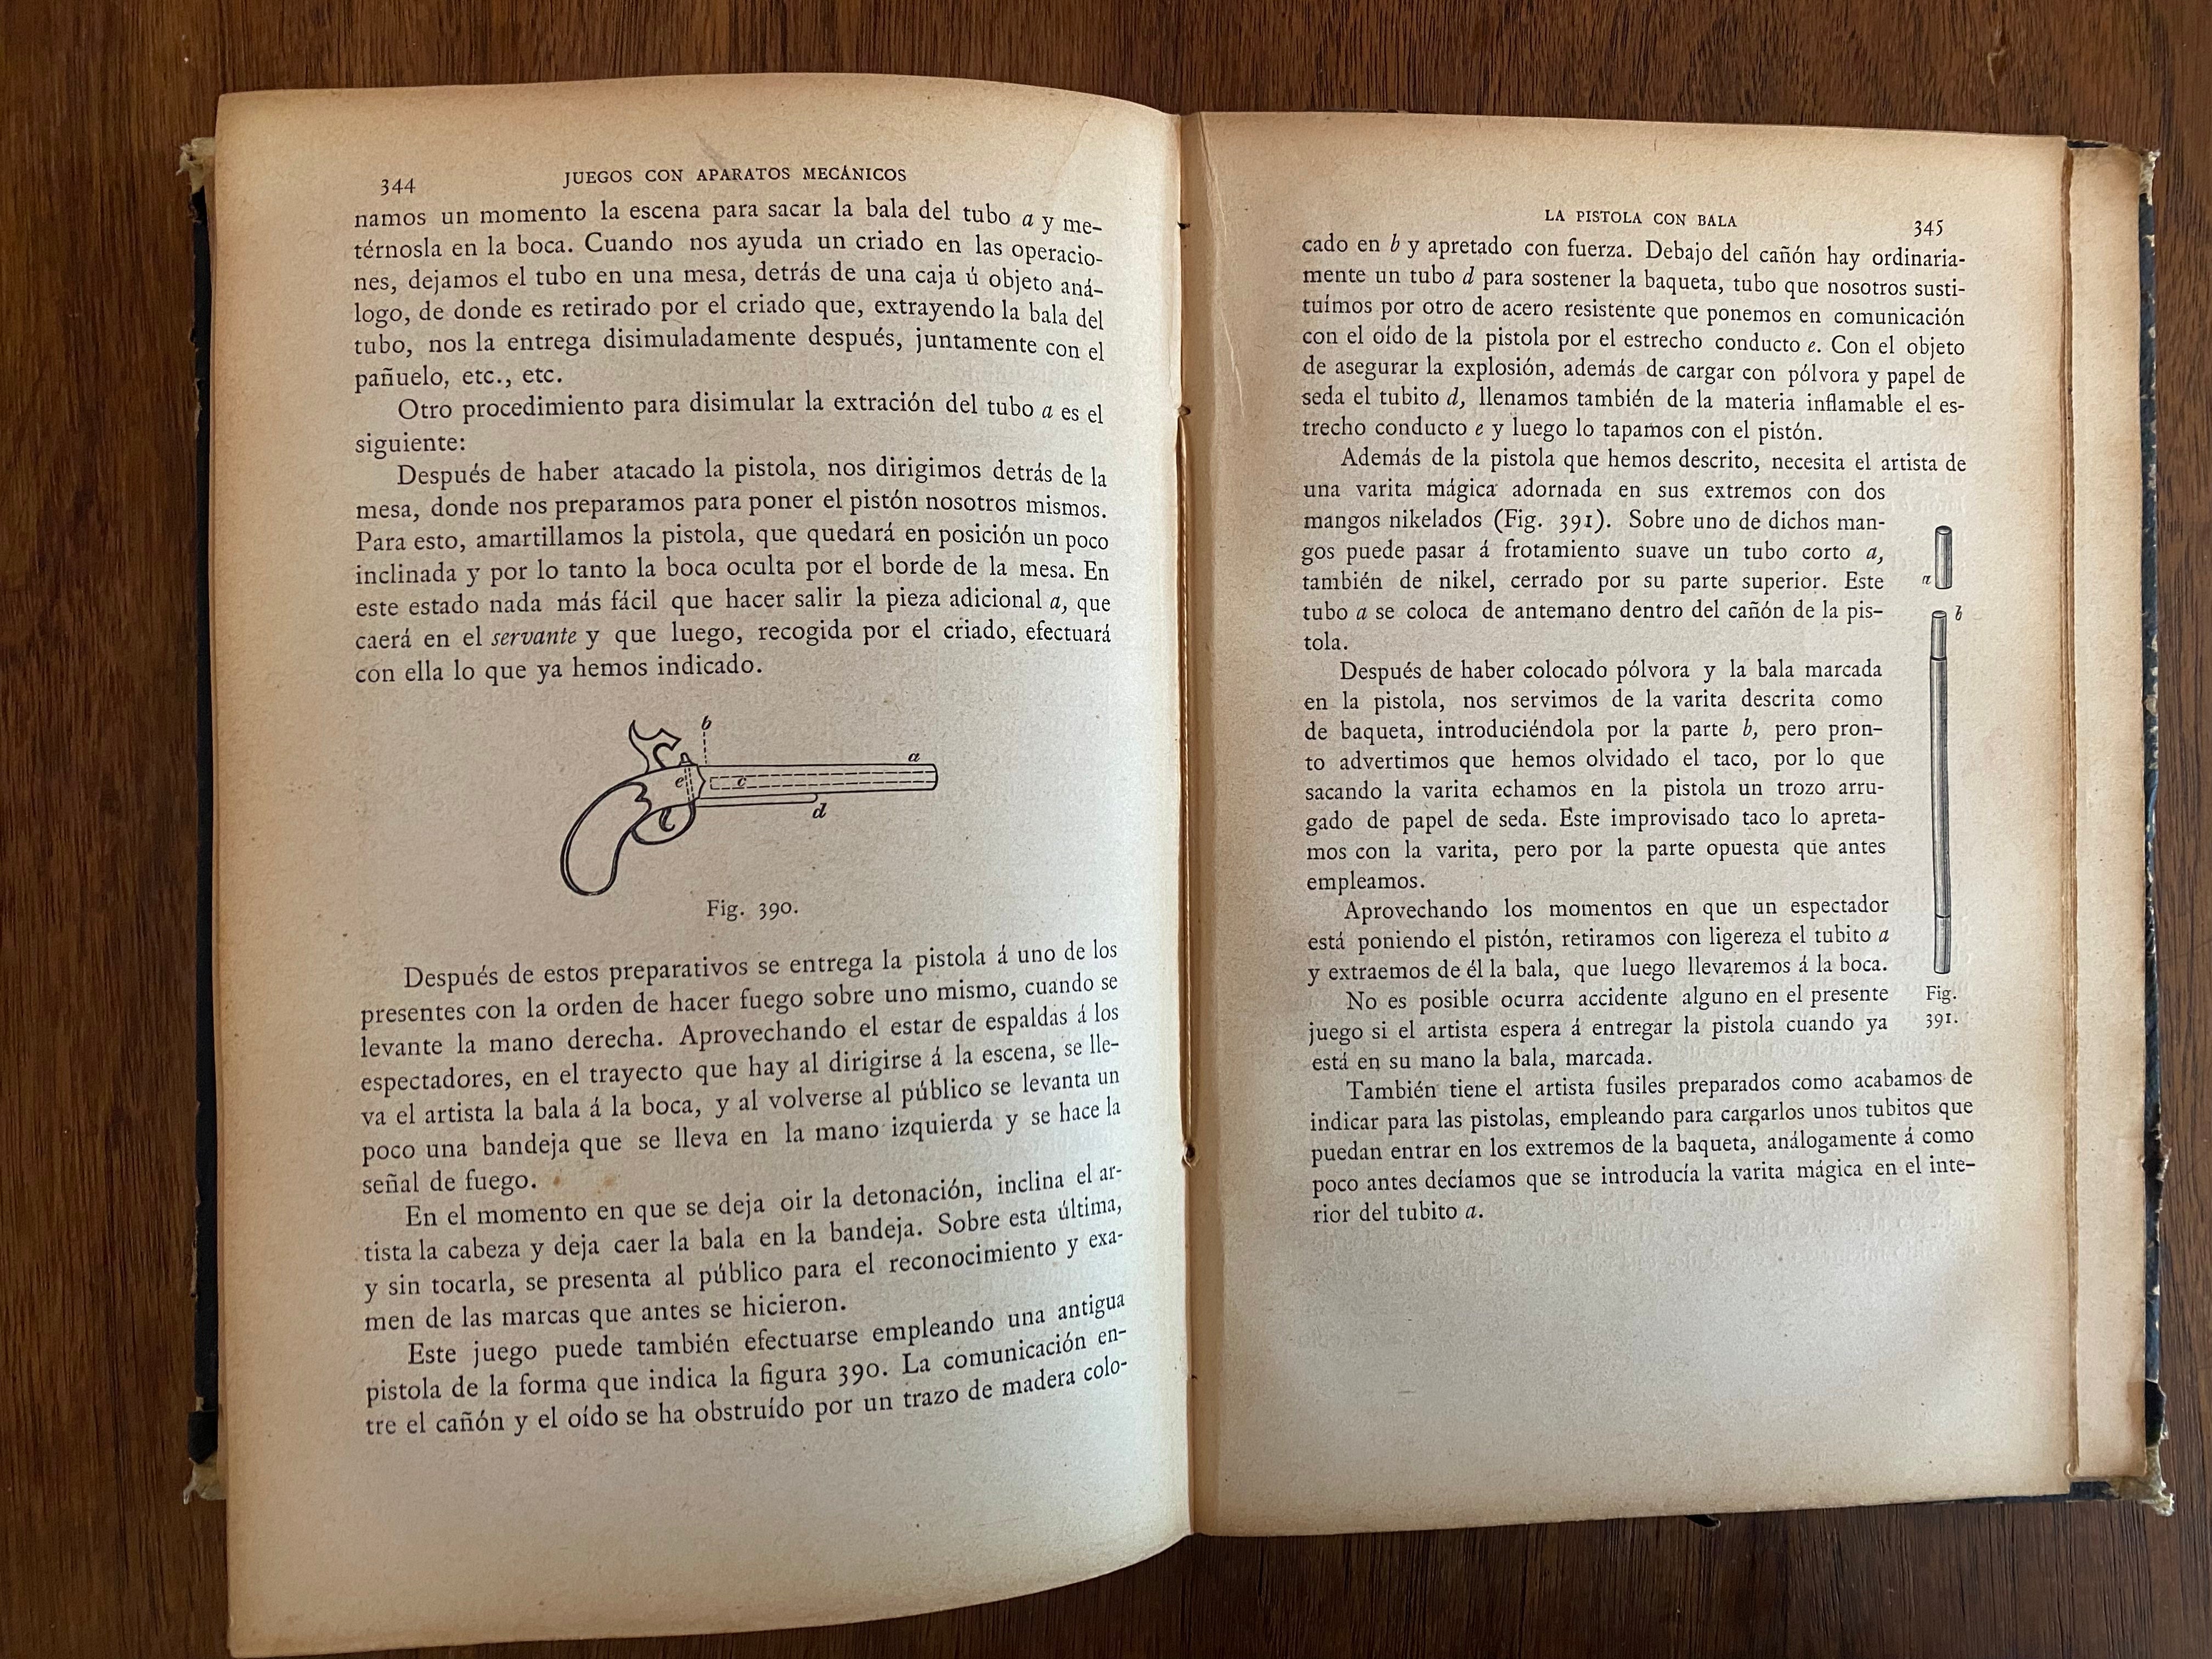 344
JUEGOS CON APARATOS MECÁNICOS
namos un momento la escena para sacar la bala del tubo a y me-
térnosla en la boca. Cuando nos ayuda un criado en las operacio-
nes, dejamos el tubo en una mesa, detrás de una caja ú objeto aná-
logo, de donde es retirado por el criado que, extrayendo la bala del
tubo, nos la entrega disimuladamente después, juntamente con el
pañuelo, etc., etc.
Otro procedimiento para disimular la extración del tubo a es el
siguiente:
Después de haber atacado la pistola, nos dirigimos detrás de la
mesa, donde nos preparamos para poner el pistón nosotros mismos.
Para esto, amartillamos la pistola, que quedará en posición un poco
inclinada y por lo tanto la boca oculta por el borde de la mesa. En
este estado nada más fácil que hacer salir la pieza adicional a, que
caerá en el servante y que luego, recogida por el criado, efectuará
con ella lo que ya hemos indicado.
b
a
e
c
d
Fig. 390.
Después de estos preparativos se entrega la pistola á uno de los
presentes con la orden de hacer fuego sobre uno mismo, cuando se
levante la mano derecha. Aprovechando el estar de espaldas á los
espectadores, en el trayecto que hay al dirigirse á la escena, se lle-
va el artista la bala á la boca, y al volverse al público se levanta un
poco una bandeja que se lleva en la mano izquierda y se hace la
señal de fuego.
En el momento en que se deja oir la detonación, inclina el ar-
tista la cabeza y deja caer la bala en la bandeja. Sobre esta última,
y sin tocarla, se presenta al público para el reconocimiento y exa-
men de las marcas que antes se hicieron.
Este juego puede también efectuarse empleando una antigua
pistola de la forma que indica la figura 390. La comunicación en-
tre el cañón y el oído se ha obstruído por un trazo de madera colo-
LA PISTOLA CON BALA
345
cado en b y apretado con fuerza. Debajo del cañón hay ordinaria-
mente un tubo d para sostener la baqueta, tubo que nosotros susti-
tuímos por otro de acero resistente que ponemos en comunicación
con el oído de la pistola por el estrecho conducto e. Con el objeto
de asegurar la explosión, además de cargar con pólvora y papel de
seda el tubito d, llenamos también de la materia inflamable el es-
trecho conducto e y luego lo tapamos con el pistón.
Además de la pistola que hemos descrito, necesita el artista de
una varita mágica adornada en sus extremos con dos
mangos nikelados (Fig. 391). Sobre uno de dichos man-
gos puede pasar á frotamiento suave un tubo corto a,
también de nikel, cerrado por su parte superior. Este
tubo a se coloca de antemano dentro del cañón de la pis-
tola.
Después de haber colocado pólvora y la bala marcada
en la pistola, nos servimos de la varita descrita como
de baqueta, introduciéndola por la parte b, pero pron-
to advertimos que hemos olvidado el taco, por lo que
sacando la varita echamos en la pistola un trozo arru-
gado de papel de seda. Este improvisado taco lo apreta-
mos con la varita, pero por la parte opuesta que antes
empleamos.
Aprovechando los momentos en que un espectador
está poniendo el pistón, retiramos con ligereza el tubito a
y extraemos de él la bala, que luego llevaremos á la boca.
No es posible ocurra accidente alguno en el presente
juego si el artista espera á entregar la pistola cuando ya
está en su mano la bala, marcada.
a
b
Fig.
391.
También tiene el artista fusiles preparados como acabamos de
indicar para las pistolas, empleando para cargarlos unos tubitos que
puedan entrar en los extremos de la baqueta, análogamente á como
poco antes decíamos que se introducía la varita mágica en el inte-
rior del tubito a.